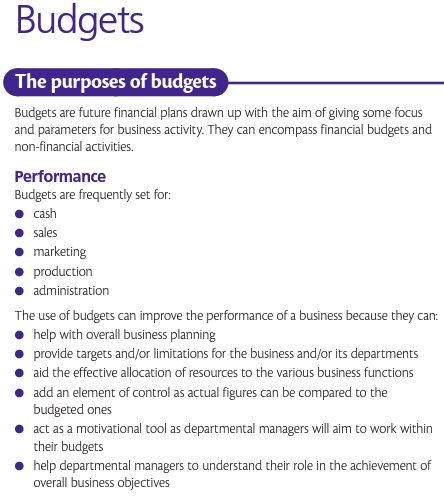 Budgets
The purposes of budgets
Budgets are future financial plans drawn up with the aim of giving some focus
and parameters for business activity. They can encompass financial budgets and
non-financial activities.
Performance
Budgets are frequently set for:
● cash
● sales
● marketing
● production
● administration
The use of budgets can improve the performance of a business because they can:
● help with overall business planning
● provide targets and/or limitations for the business and/or its departments
● aid the effective allocation of resources to the various business functions
● add an element of control as actual figures can be compared to the
budgeted ones
● act as a motivational tool as departmental managers will aim to work within
their budgets
● help departmental managers to understand their role in the achievement of
overall business objectives